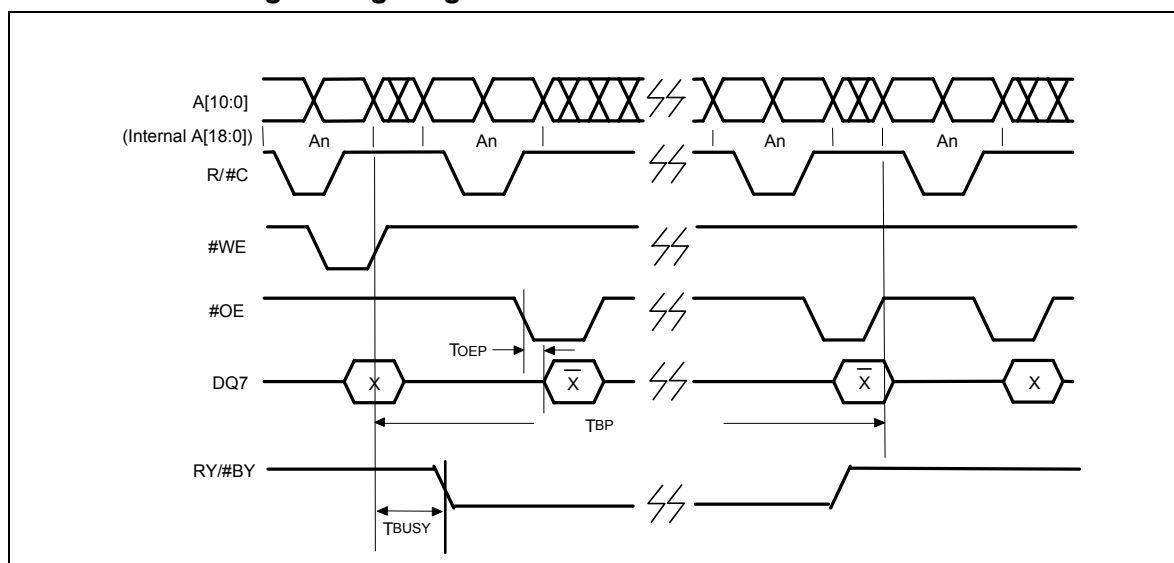 A[10:0]
(Internal A[18:0])
An
An
An
An
R/#C
#WE
#OE
TOEP
DQ7
X
X̅
X̅
X
TBP
RY/#BY
TBUSY